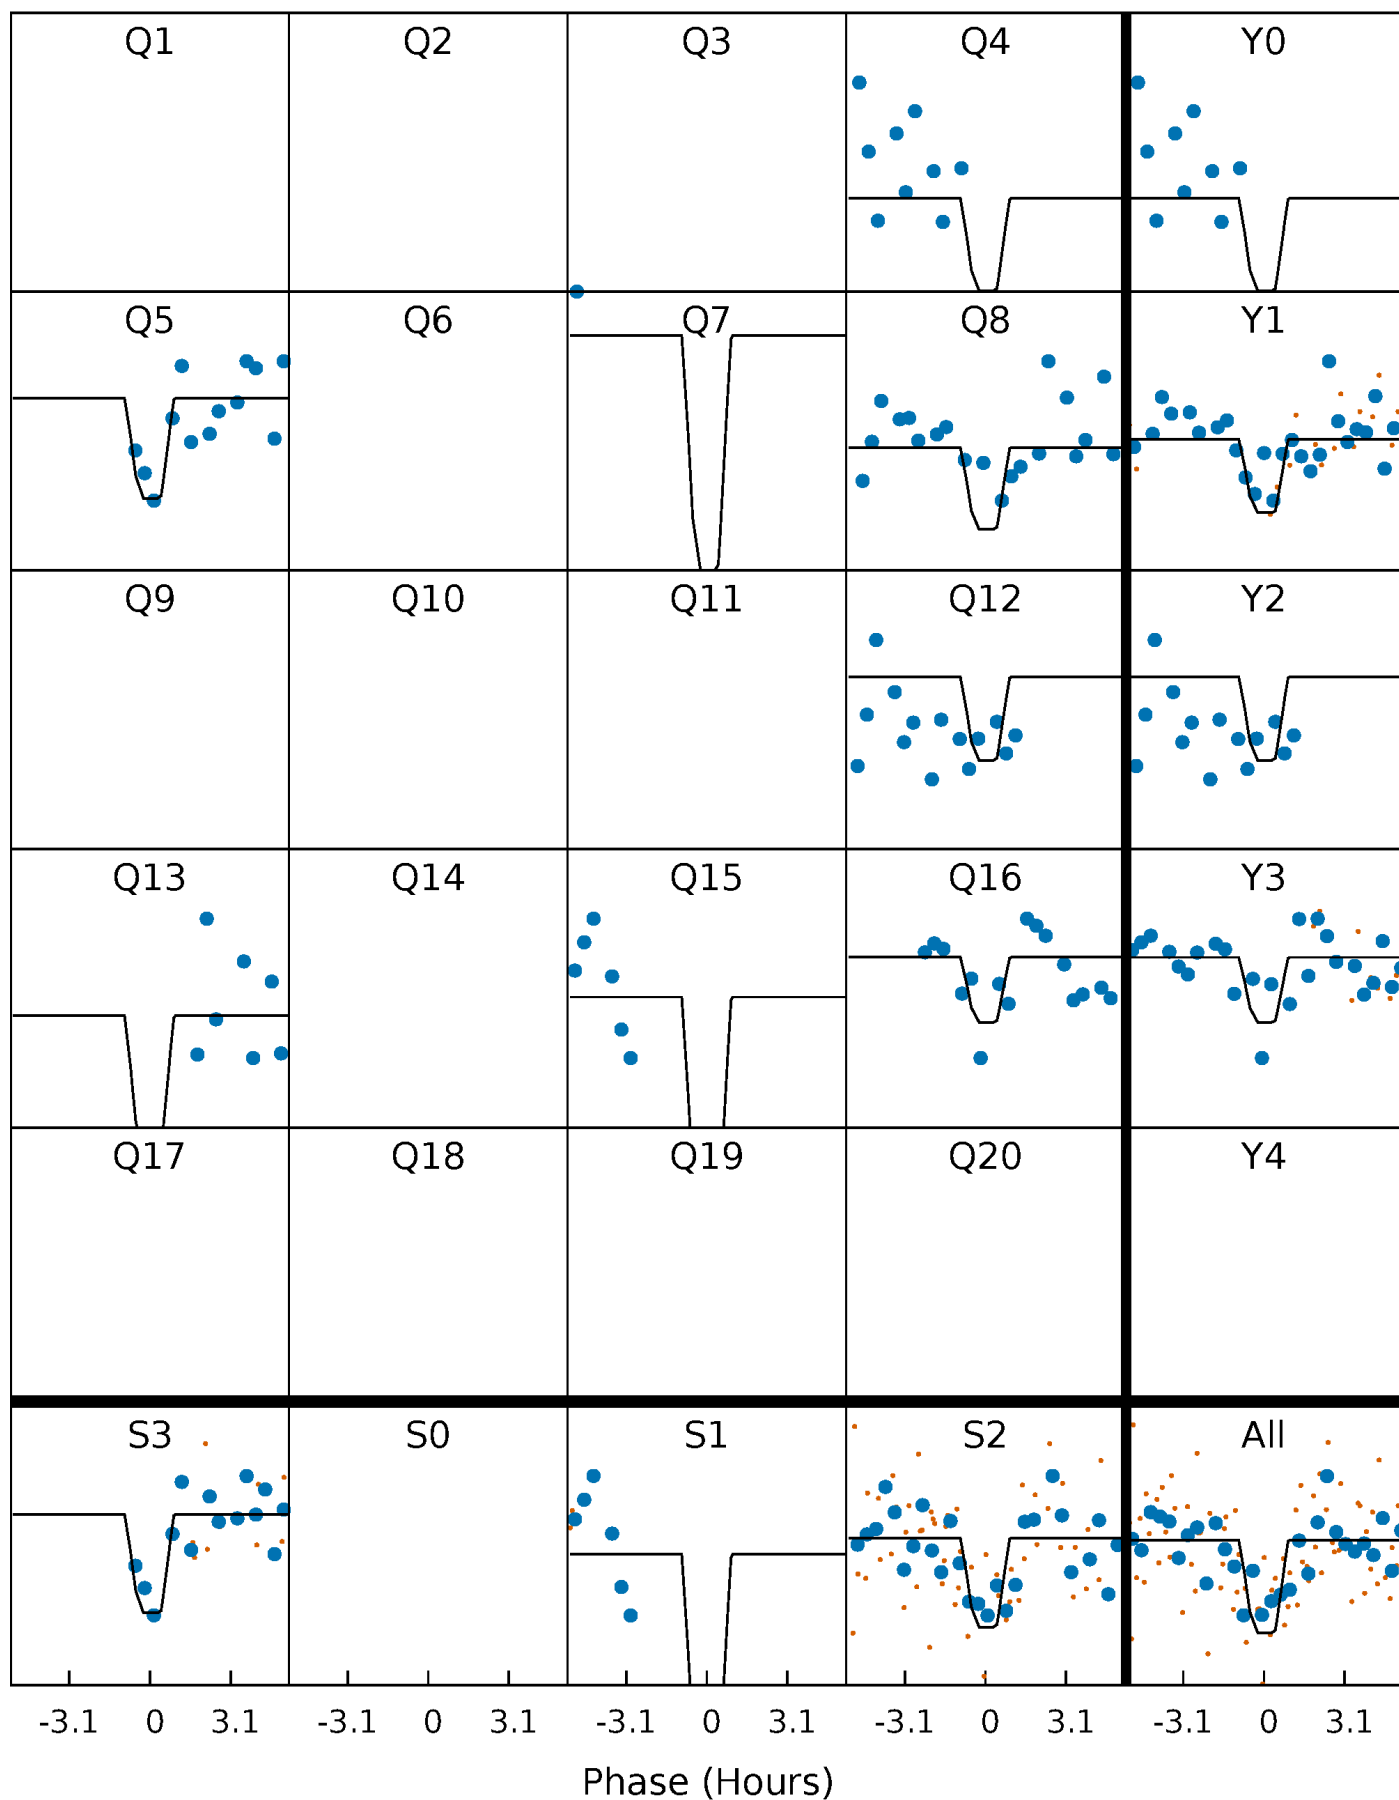 Q1 Q2 Q3 Q4 Y0
Q5 Q6 Q7 Q8 Y1
Q9 Q10 Q11 Q12 Y2
Q13 Q14 Q15 Q16 Y3
Q17 Q18 Q19 Q20 Y4
S3 S0 S1 S2 All
-3.1 0 3.1 -3.1 0 3.1 -3.1 0 3.1 -3.1 0 3.1 -3.1 0 3.1
Phase (Hours)